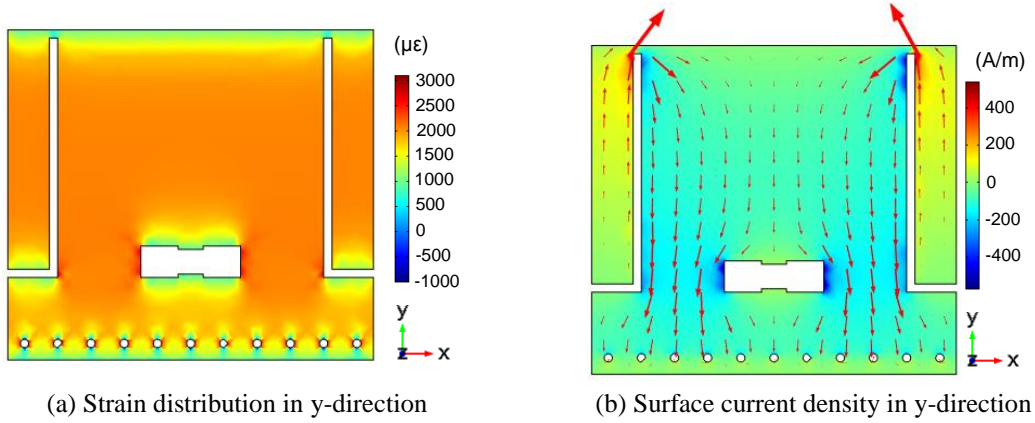 (με)
3100
3000
2500
2000
1500
1000
500
0
-500
-1000
y
z
x
(a) Strain distribution in y-direction
(A/m)
400
200
0
-200
-400
y
z
x
(b) Surface current density in y-direction